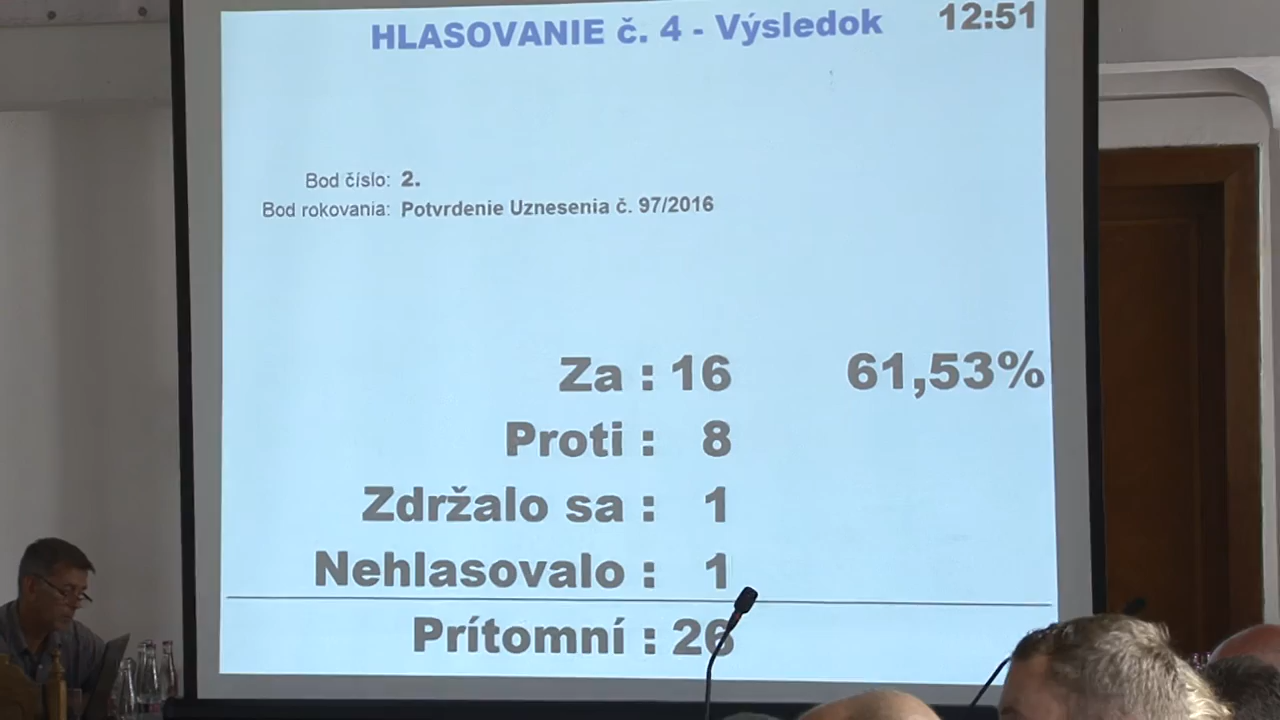 HLASOVANIE č. 4 - Výsledok 12:51
Bod číslo: 2.
Bod rokovania: Potvrdenie Uznesenia č. 97/2016
Za : 16 61,53%
Proti : 8
Zdržalo sa : 1
Nehlasovalo : 1
Prítomní : 26